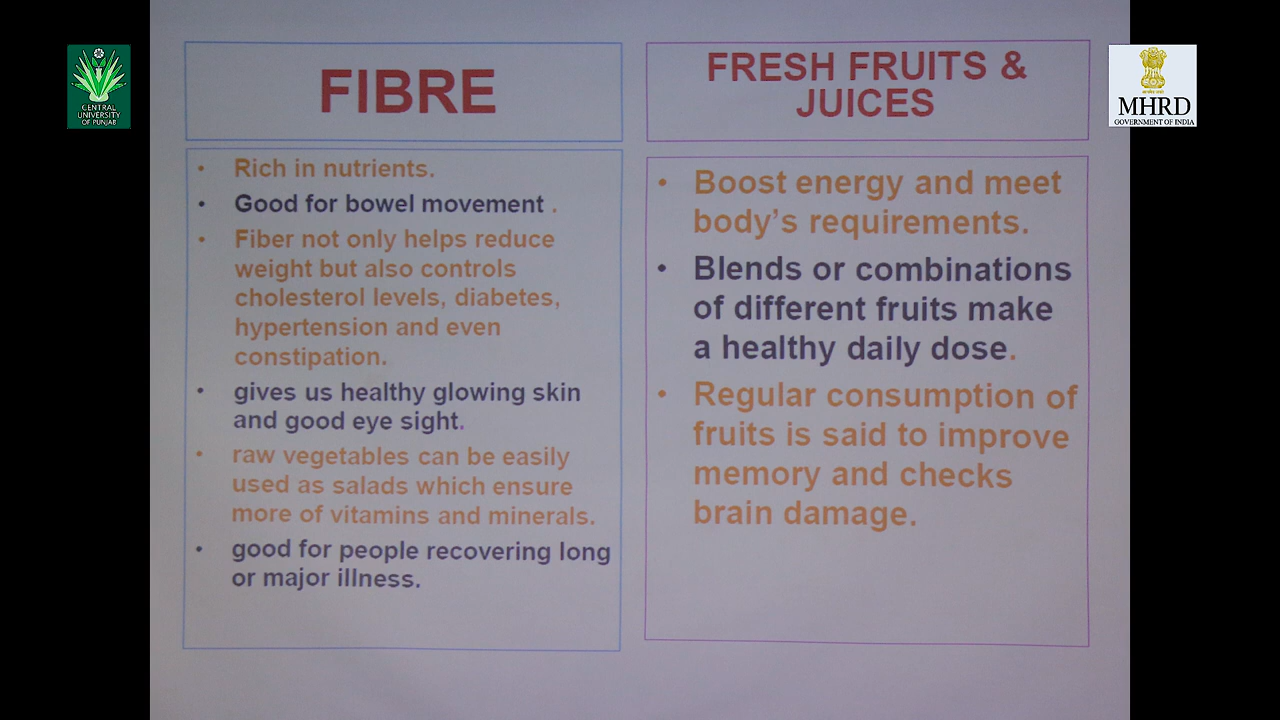 CENTRAL
UNIVERSITY
OF PUNJAB
FIBRE
• Rich in nutrients.
• Good for bowel movement .
• Fiber not only helps reduce
weight but also controls
cholesterol levels, diabetes,
hypertension and even
constipation.
• gives us healthy glowing skin
and good eye sight.
• raw vegetables can be easily
used as salads which ensure
more of vitamins and minerals.
• good for people recovering long
or major illness.
FRESH FRUITS &
JUICES
• Boost energy and meet
body's requirements.
• Blends or combinations
of different fruits make
a healthy daily dose.
• Regular consumption of
fruits is said to improve
memory and checks
brain damage.
MHRD
GOVERNMENT OF INDIA